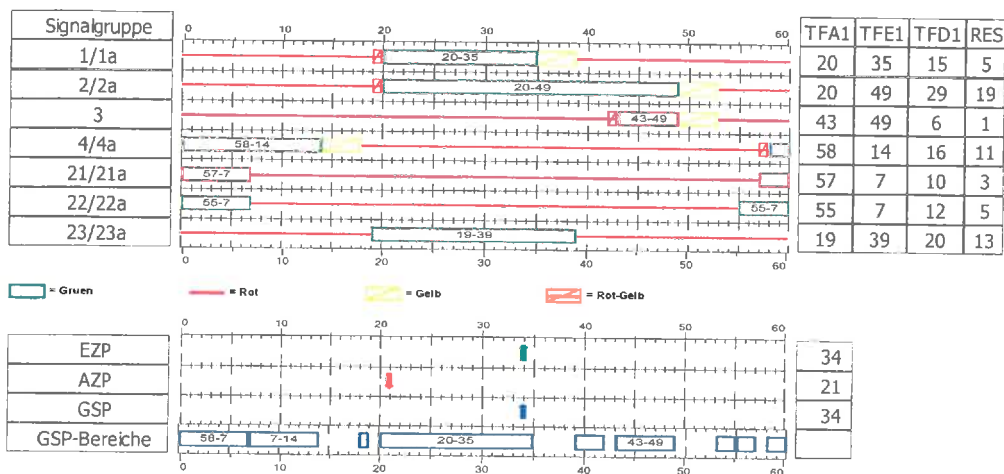 Signalgruppe 0 10 20 30 40 50 60 TFA1 TFE1 TFD1 RES
1/1a 20-35 20 35 15 5
2/2a 20-49 20 49 29 19
3 43-49 43 49 6 1
4/4a 58-14 58 14 16 11
21/21a 57-7 57 7 10 3
22/22a 55-7 55-7 55 7 12 5
23/23a 19-39 19 39 20 13
0 10 20 30 40 50 60
= Gruen = Rot = Gelb = Rot-Gelb
0 10 20 30 40 50 60
EZP 34
AZP 21
GSP 34
GSP-Bereiche 58-7 7-14 20-35 43-49
0 10 20 30 40 50 60